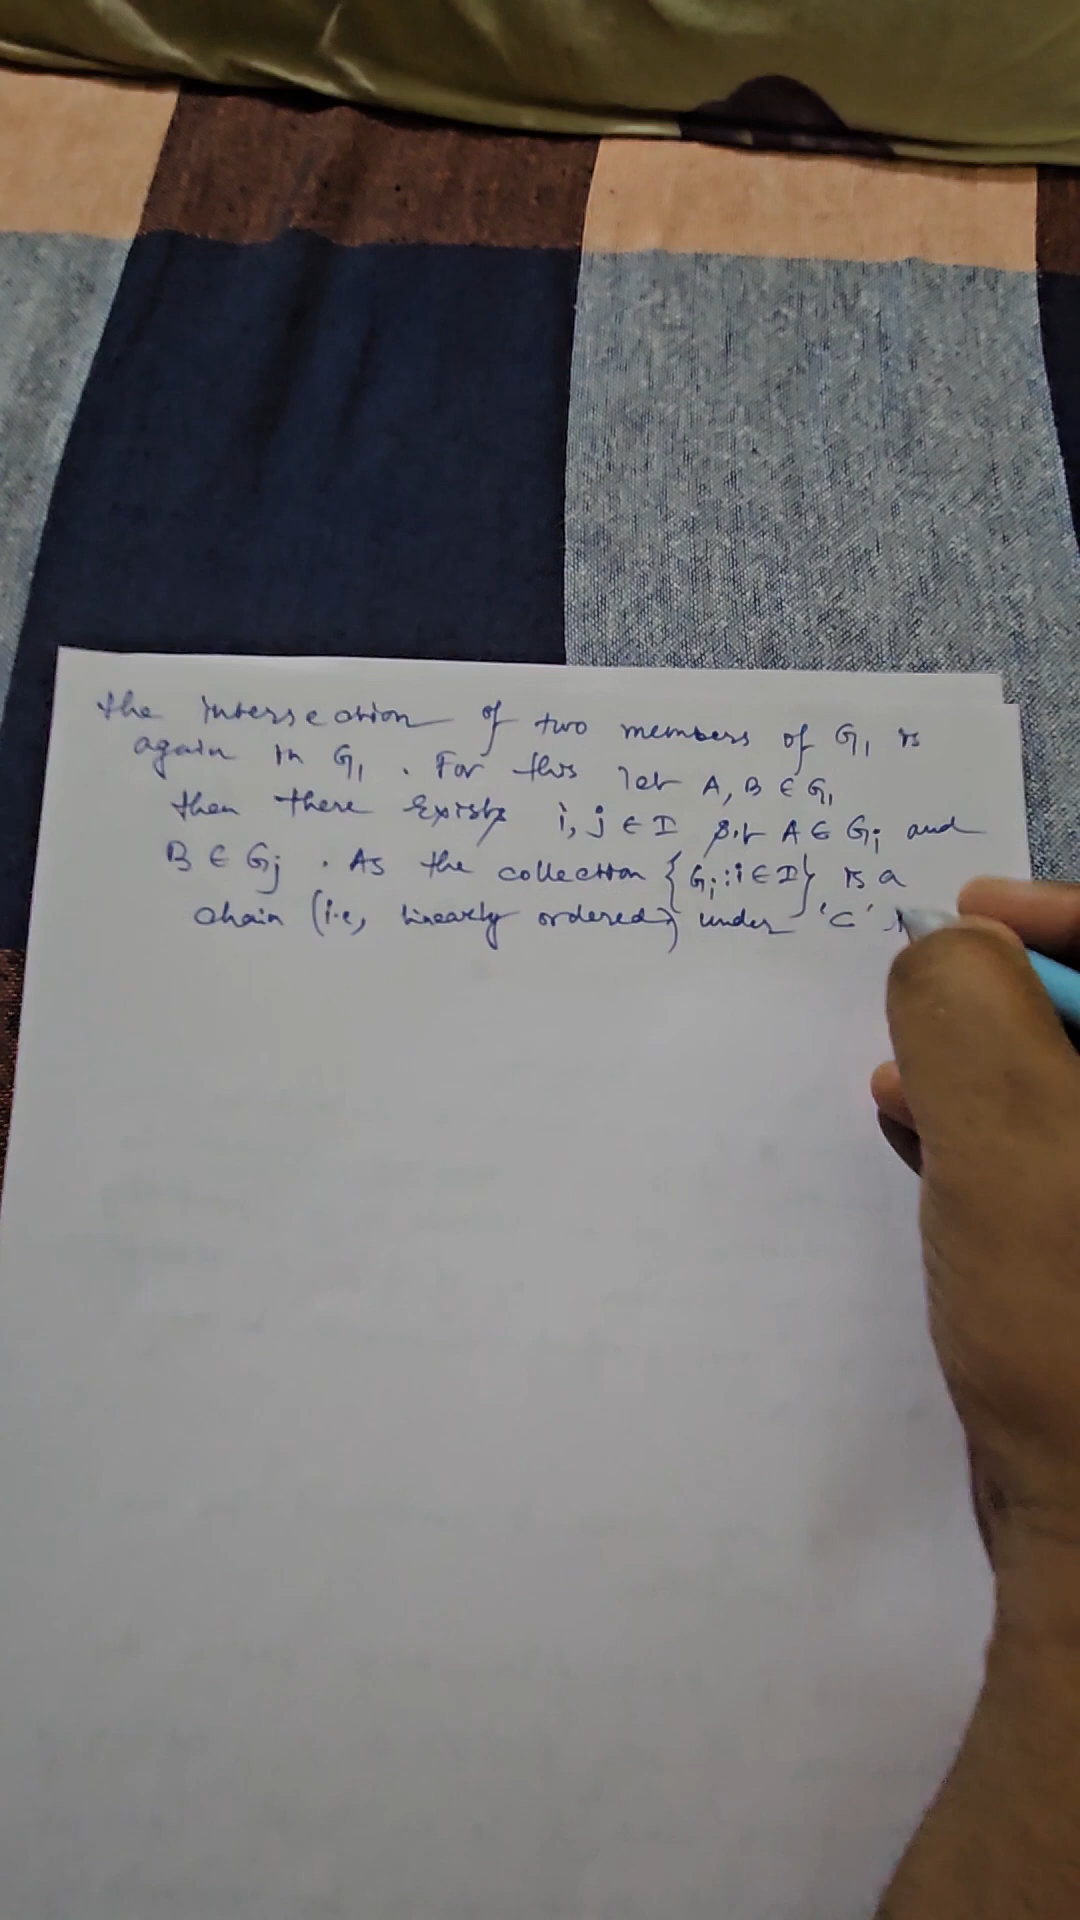 the intersection of two members of G₁ is
again in G₁. For this let A, B ∈ G₁
then there exists i, j ∈ I s.t A ∈ Gᵢ and
B ∈ Gⱼ. As the collection {Gᵢ : i ∈ I} is a
chain (i.e, linearly ordered) under '⊂'